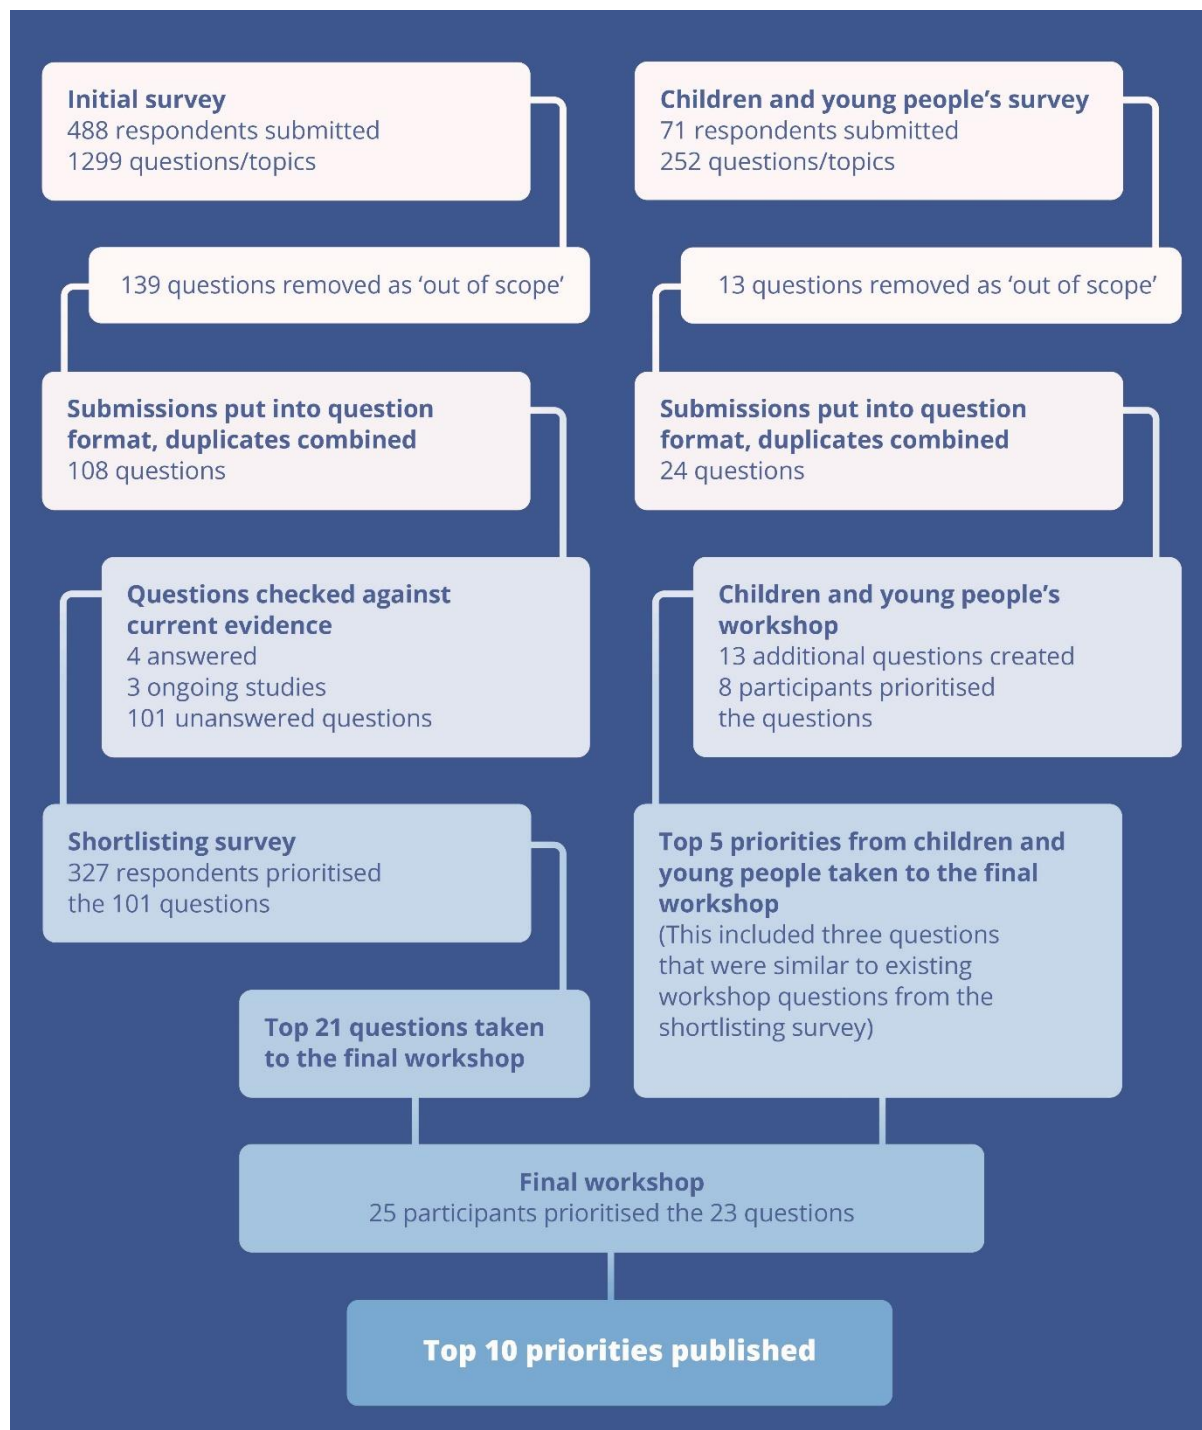 Initial survey
488 respondents submitted
1299 questions/topics
139 questions removed as ‘out of scope’
Submissions put into question
format, duplicates combined
108 questions
Questions checked against
current evidence
4 answered
3 ongoing studies
101 unanswered questions
Shortlisting survey
327 respondents prioritised
the 101 questions
Top 21 questions taken
to the final workshop
Children and young people’s survey
71 respondents submitted
252 questions/topics
13 questions removed as ‘out of scope’
Submissions put into question
format, duplicates combined
24 questions
Children and young people’s
workshop
13 additional questions created
8 participants prioritised
the questions
Top 5 priorities from children and
young people taken to the final
workshop
(This included three questions
that were similar to existing
workshop questions from the
shortlisting survey)
Final workshop
25 participants prioritised the 23 questions
Top 10 priorities published